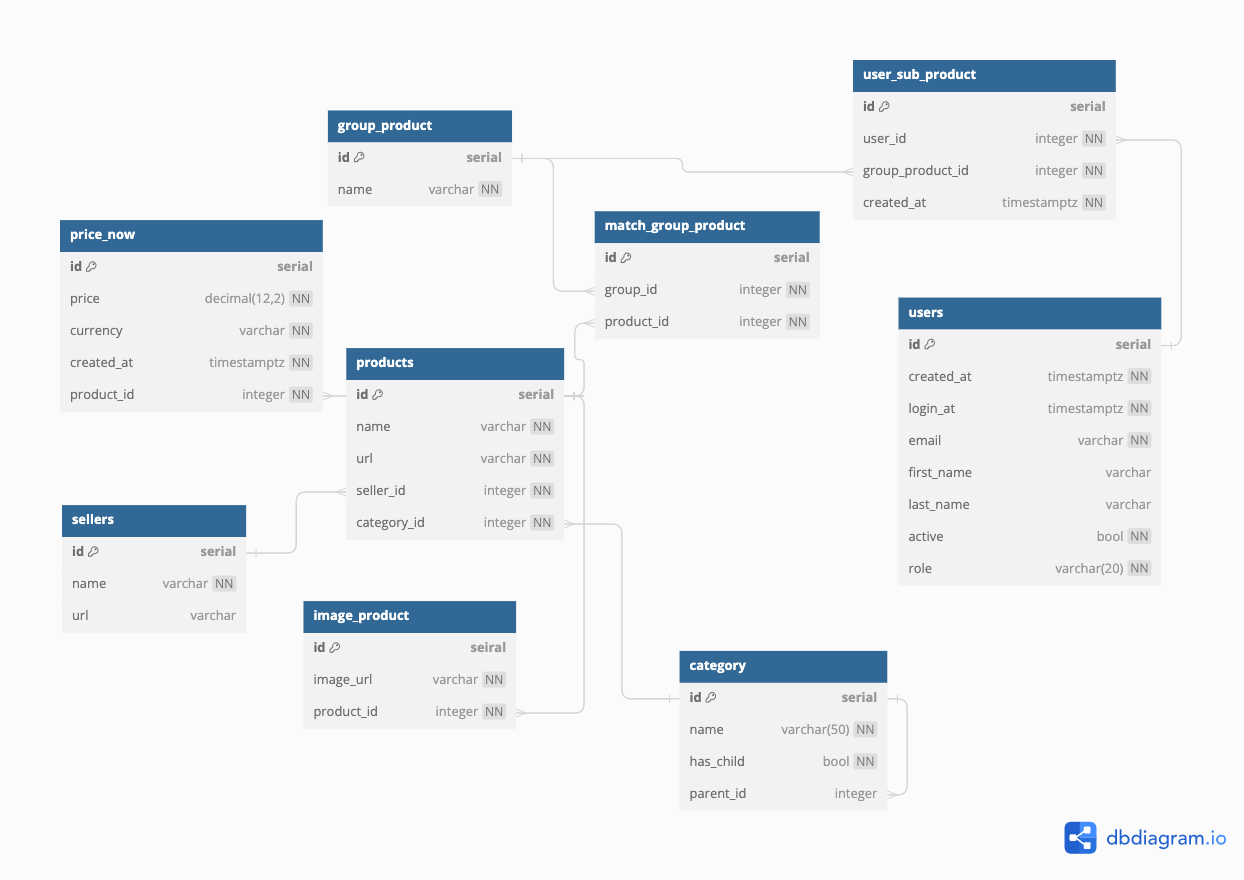 user_sub_product
id serial
user_id integer NN
group_product_id integer NN
created_at timestamptz NN
group_product
id serial
name varchar NN
match_group_product
id serial
group_id integer NN
product_id integer NN
price_now
id serial
price decimal(12,2) NN
currency varchar NN
created_at timestamptz NN
product_id integer NN
users
id serial
created_at timestamptz NN
login_at timestamptz NN
email varchar NN
first_name varchar
last_name varchar
active bool NN
role varchar(20) NN
products
id serial
name varchar NN
url varchar NN
seller_id integer NN
category_id integer NN
sellers
id serial
name varchar NN
url varchar
image_product
id seiral
image_url varchar NN
product_id integer NN
category
id serial
name varchar(50) NN
has_child bool NN
parent_id integer
dbdiagram.io